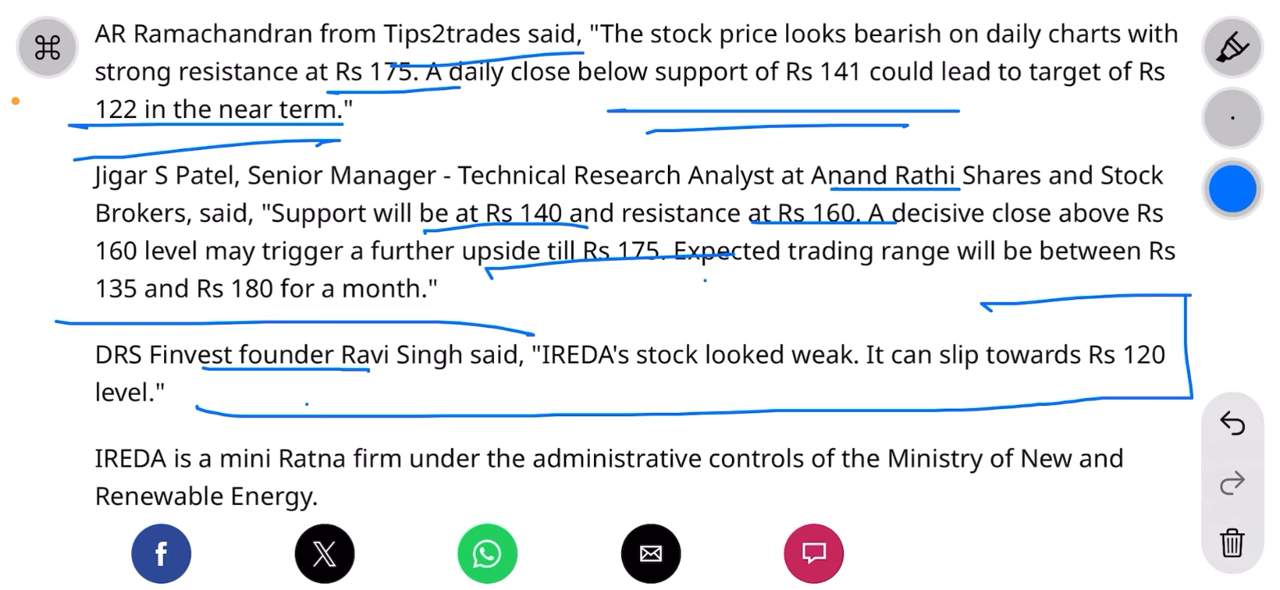 AR Ramachandran from Tips2trades said, "The stock price looks bearish on daily charts with
strong resistance at Rs 175. A daily close below support of Rs 141 could lead to target of Rs
122 in the near term."
Jigar S Patel, Senior Manager - Technical Research Analyst at Anand Rathi Shares and Stock
Brokers, said, "Support will be at Rs 140 and resistance at Rs 160. A decisive close above Rs
160 level may trigger a further upside till Rs 175. Expected trading range will be between Rs
135 and Rs 180 for a month."
DRS Finvest founder Ravi Singh said, "IREDA's stock looked weak. It can slip towards Rs 120
level."
IREDA is a mini Ratna firm under the administrative controls of the Ministry of New and
Renewable Energy.